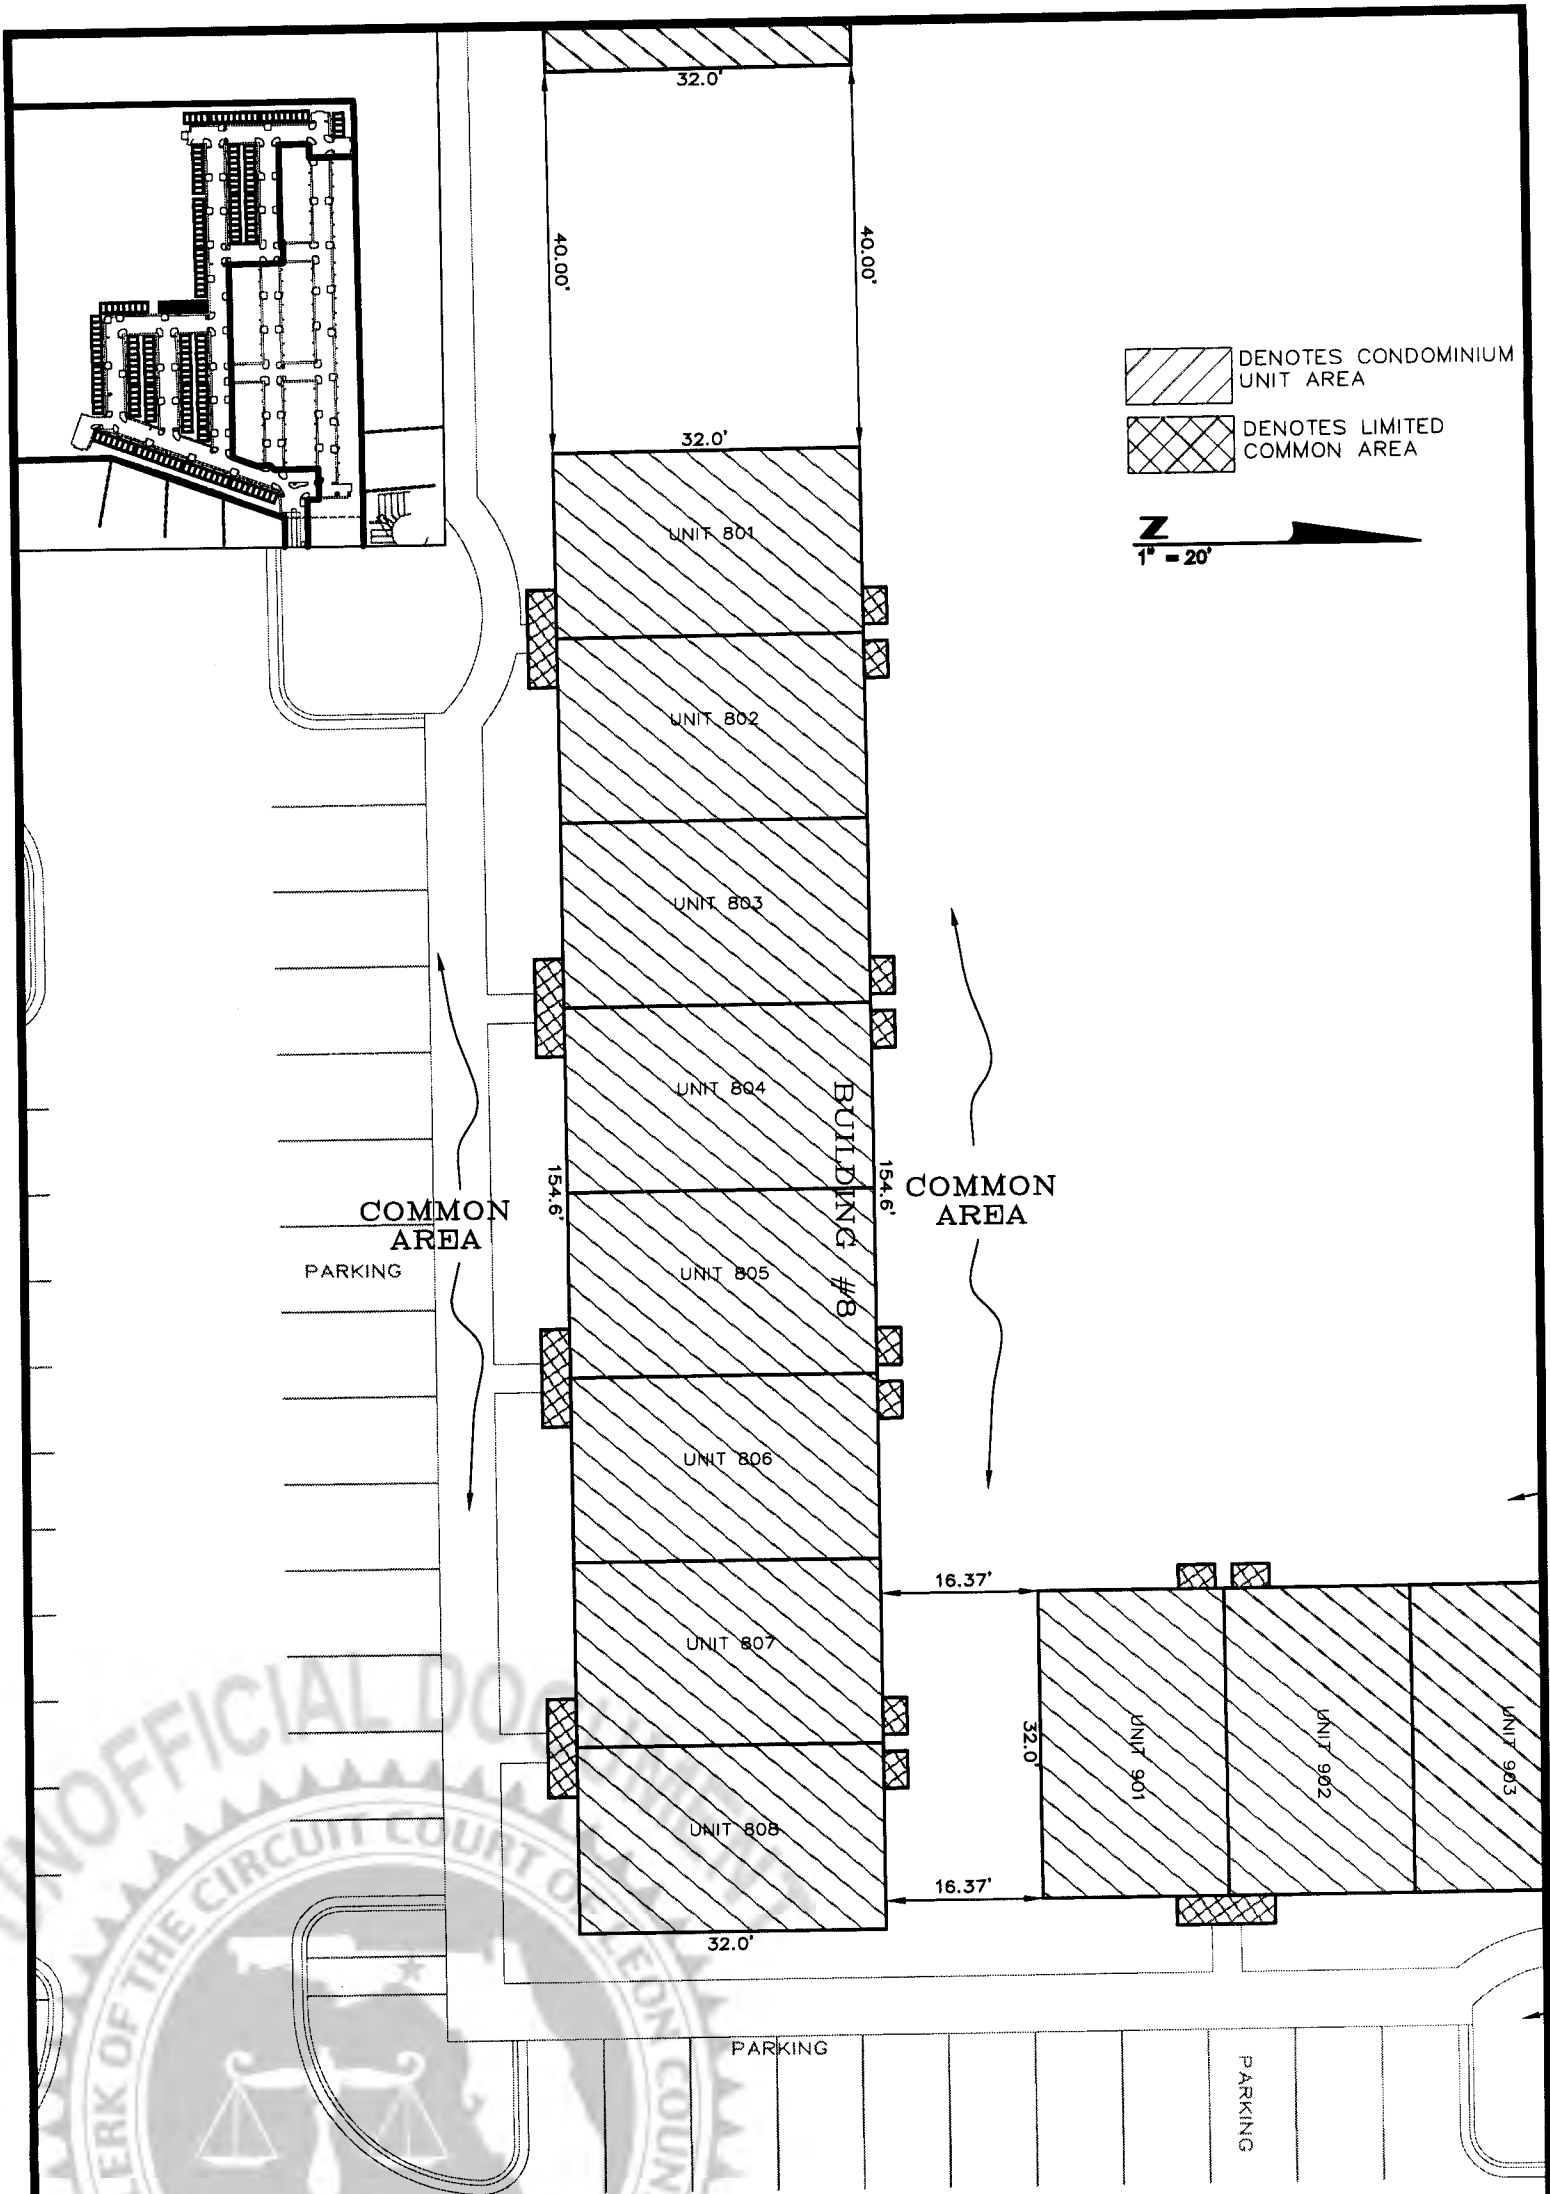 32.0'
40.00'
40.00'
DENOTES CONDOMINIUM
UNIT AREA
DENOTES LIMITED
COMMON AREA
32.0'
Z
1" = 20'
UNIT 801
UNIT 802
UNIT 803
UNIT 804
BUILDING #8
154.6'
154.6'
COMMON
AREA
COMMON
AREA
PARKING
UNIT 805
UNIT 806
16.37'
UNIT 807
32.0'
UNIT 901
UNIT 902
UNIT 903
UNIT 808
16.37'
32.0'
PARKING
PARKING
UNOFFICIAL DOCUMENT
CLERK OF THE CIRCUIT COURT OF LEON COUN